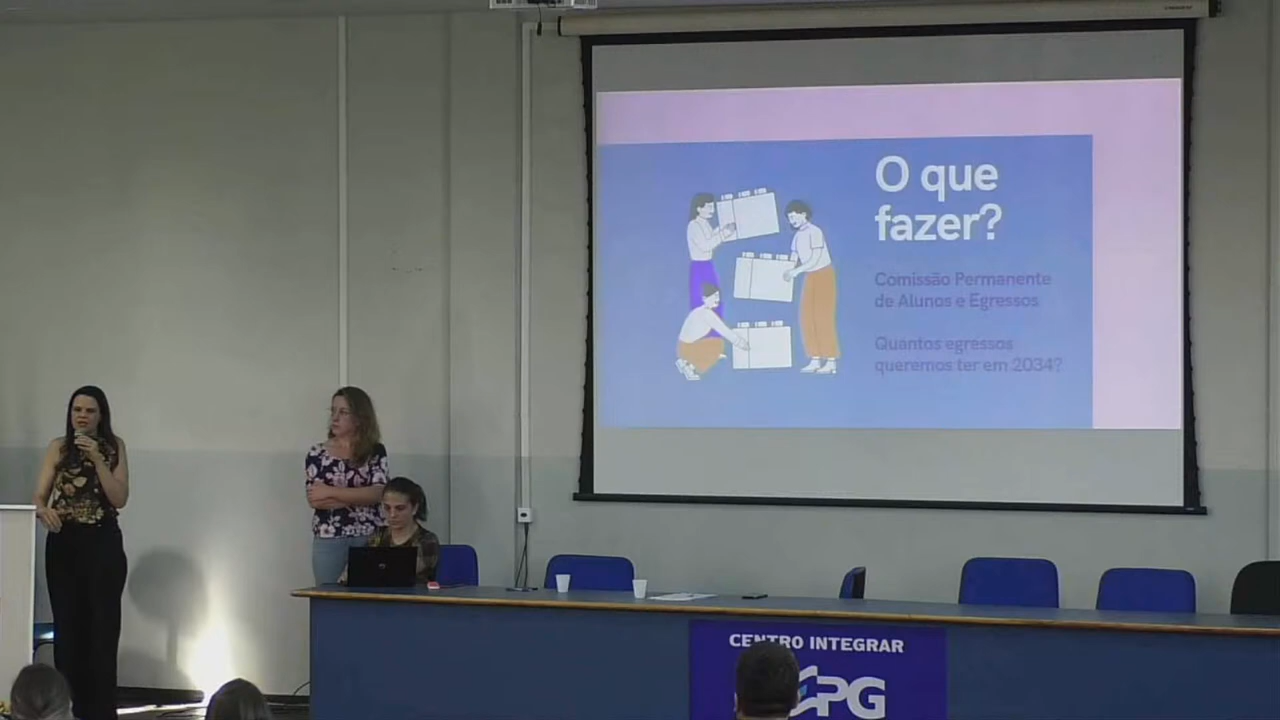 O que
fazer?
Comissão Permanente
de Alunos e Egressos
Quantos egressos
queremos ter em 2034?
CENTRO INTEGRAR